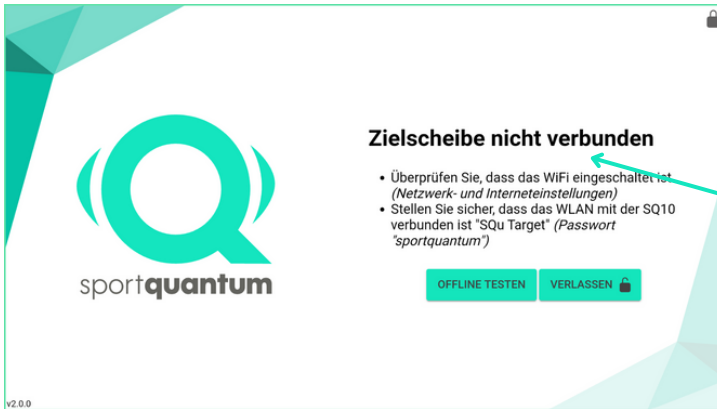 Zielscheibe nicht verbunden
• Überprüfen Sie, dass das WiFi eingeschaltet ist
(Netzwerk- und Interneteinstellungen)
• Stellen Sie sicher, dass das WLAN mit der SQ10
verbunden ist "SQu Target" (Passwort
"sportquantum")
sportquantum
OFFLINE TESTEN
VERLASSEN
v2.0.0